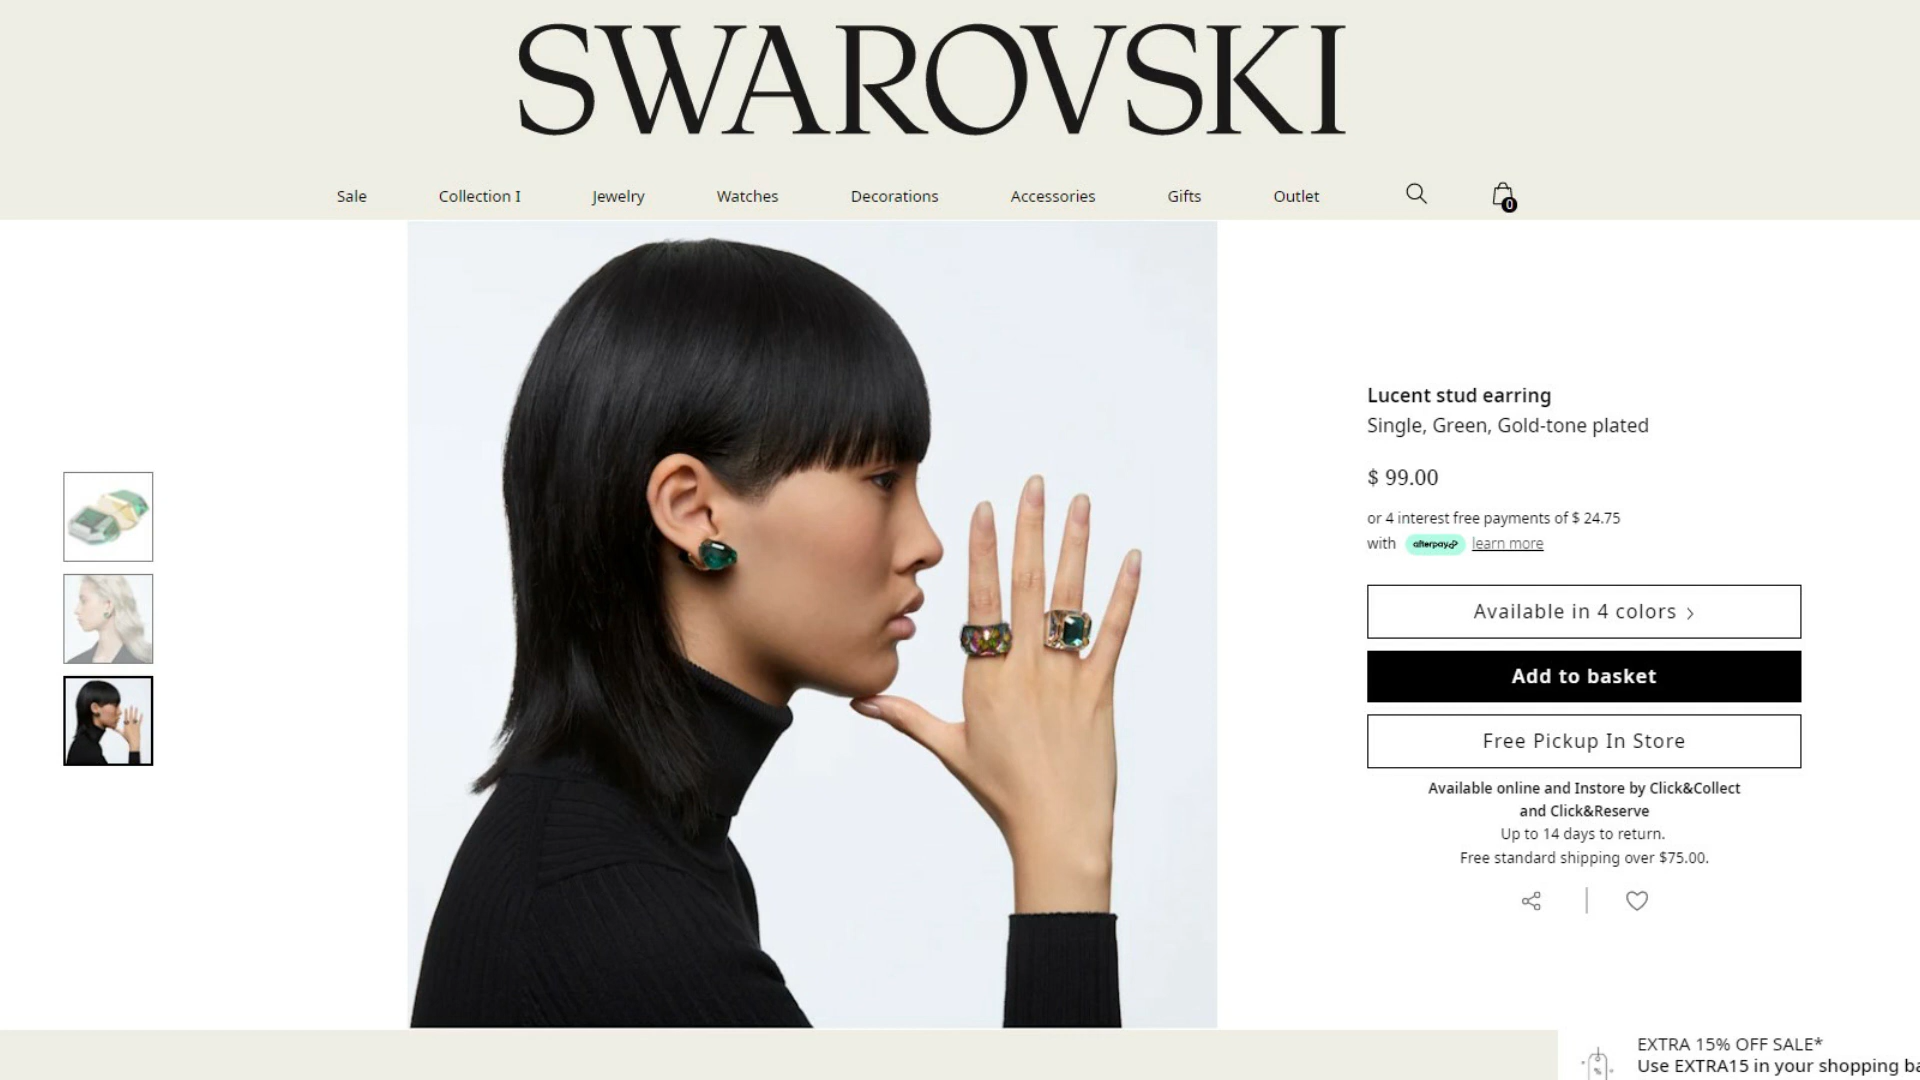 SWAROVSKI
Sale
Collection I
Jewelry
Watches
Decorations
Accessories
Gifts
Outlet
0
Lucent stud earring
Single, Green, Gold-tone plated
$ 99.00
or 4 interest free payments of $ 24.75
with afterpay learn more
Available in 4 colors >
Add to basket
Free Pickup In Store
Available online and Instore by Click&Collect
and Click&Reserve
Up to 14 days to return.
Free standard shipping over $75.00.
EXTRA 15% OFF SALE*
Use EXTRA15 in your shopping ba